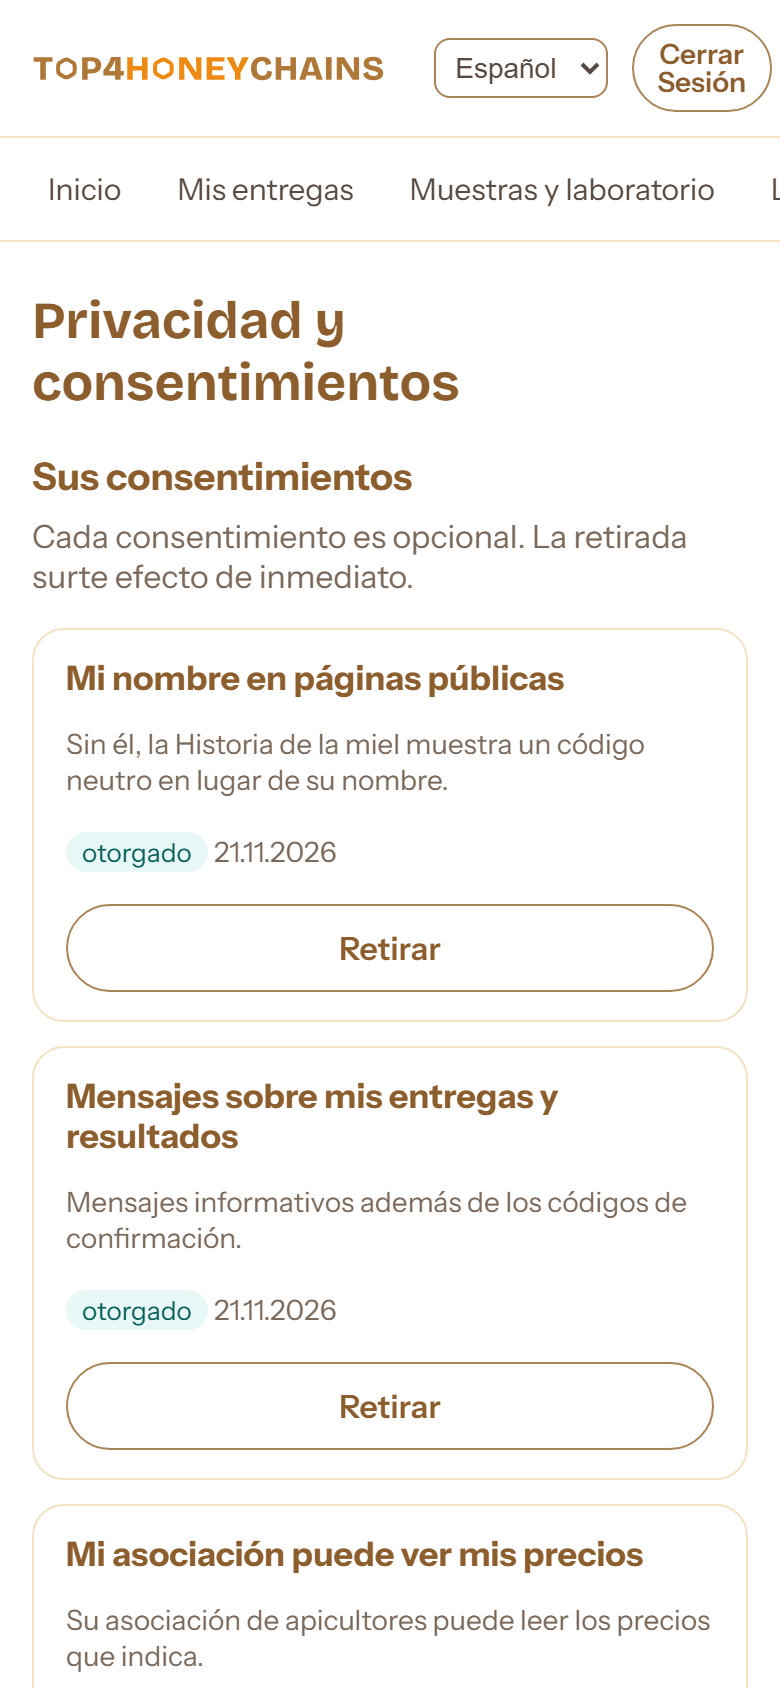 TOP4HONEYCHAINS
Español
Cerrar
Sesión
Inicio
Mis entregas
Muestras y laboratorio
Privacidad y
consentimientos
Sus consentimientos
Cada consentimiento es opcional. La retirada
surte efecto de inmediato.
Mi nombre en páginas públicas
Sin él, la Historia de la miel muestra un código
neutro en lugar de su nombre.
otorgado 21.11.2026
Retirar
Mensajes sobre mis entregas y
resultados
Mensajes informativos además de los códigos de
confirmación.
otorgado 21.11.2026
Retirar
Mi asociación puede ver mis precios
Su asociación de apicultores puede leer los precios
que indica.